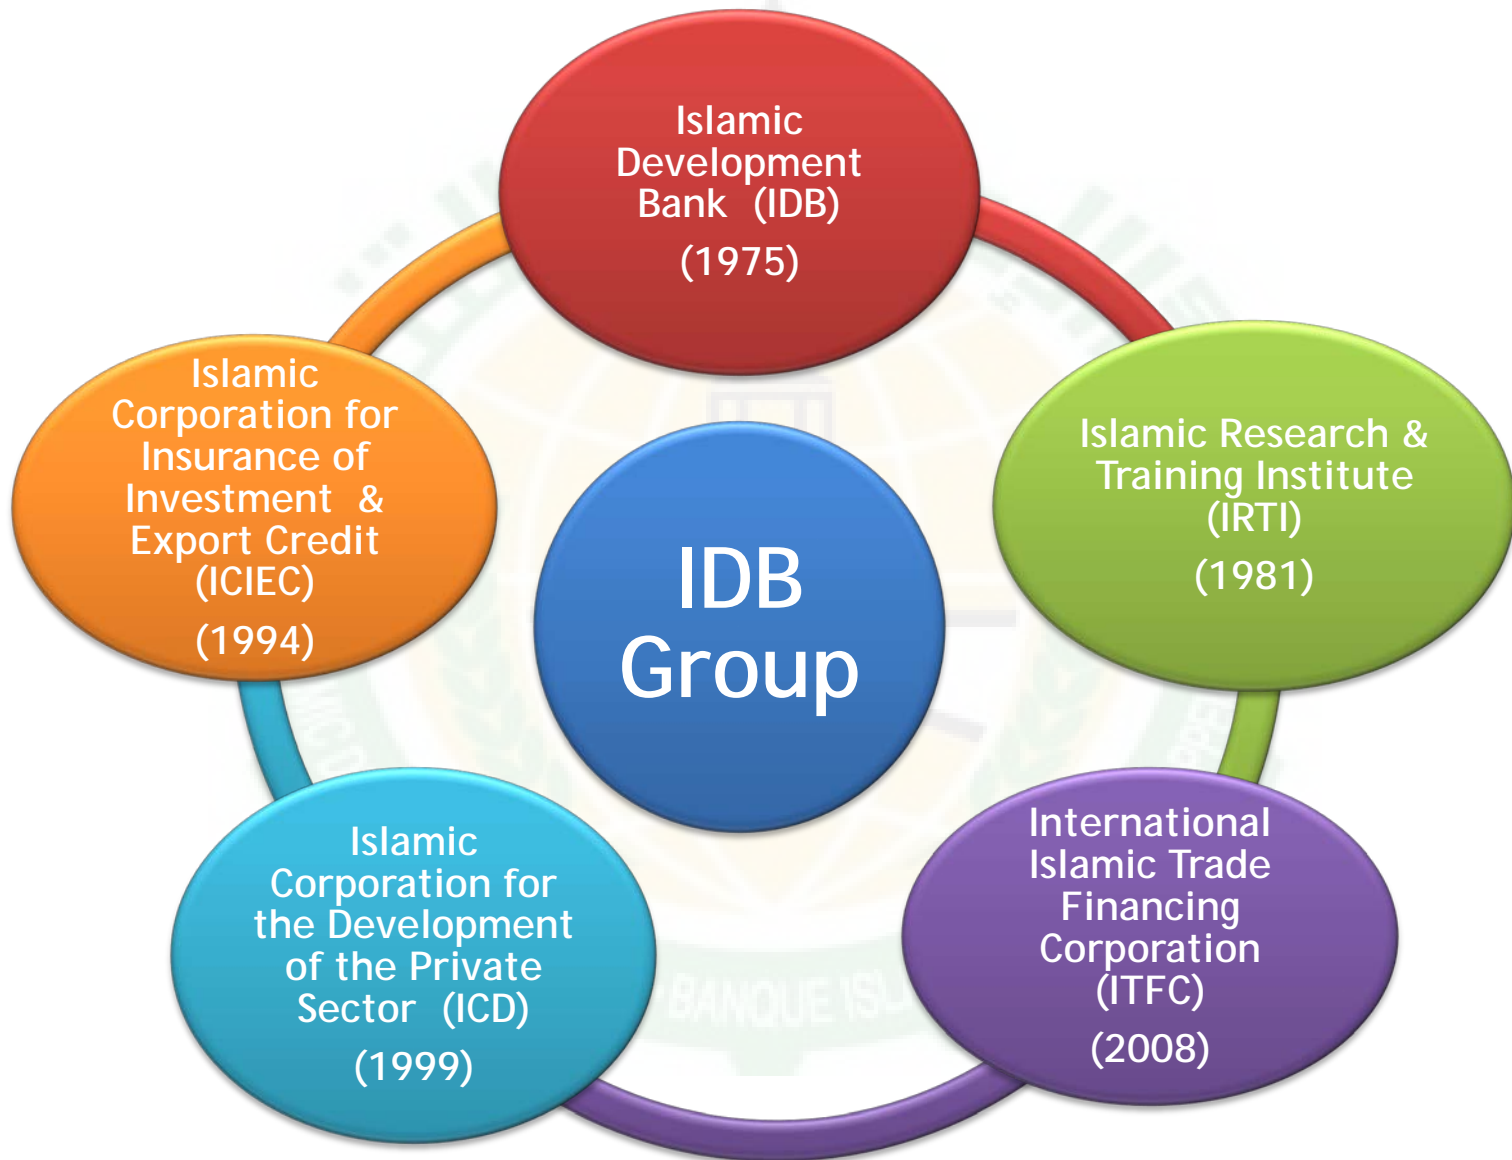 Islamic
Development
Bank (IDB)
(1975)
Islamic Research &
Training Institute
(IRTI)
(1981)
International
Islamic Trade
Financing
Corporation
(ITFC)
(2008)
Islamic
Corporation for
the Development
of the Private
Sector (ICD)
(1999)
Islamic
Corporation for
Insurance of
Investment &
Export Credit
(ICIEC)
(1994)
IDB
Group
BANQUE